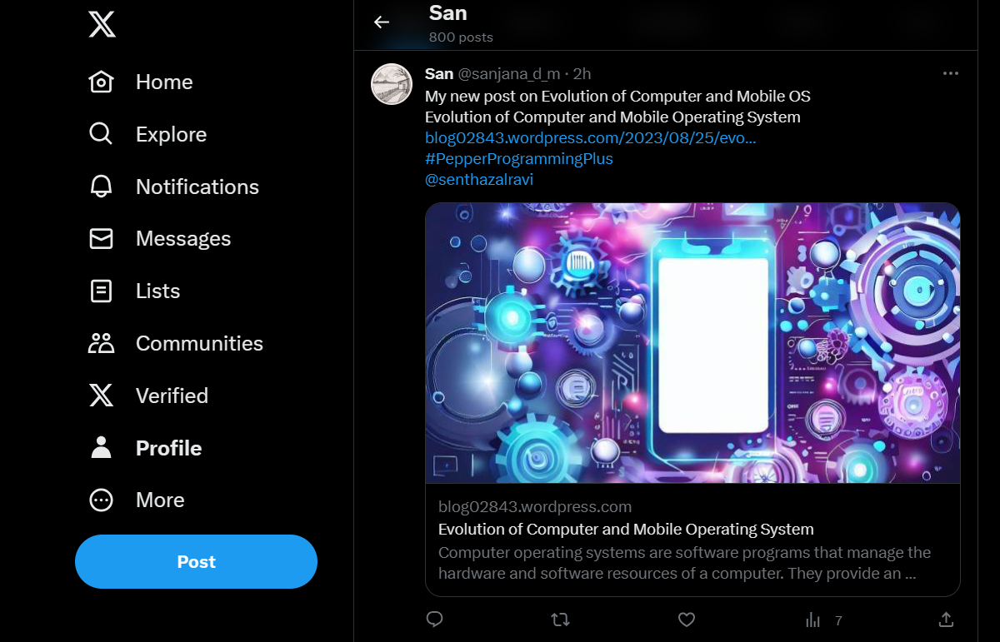 Home
Explore
Notifications
Messages
Lists
Communities
Verified
Profile
More
Post
San
800 posts
San @sanjana_d_m · 2h
My new post on Evolution of Computer and Mobile OS
Evolution of Computer and Mobile Operating System
blog02843.wordpress.com/2023/08/25/evo...
#PepperProgrammingPlus
@senthazalravi
blog02843.wordpress.com
Evolution of Computer and Mobile Operating System
Computer operating systems are software programs that manage the
hardware and software resources of a computer. They provide an ...
7